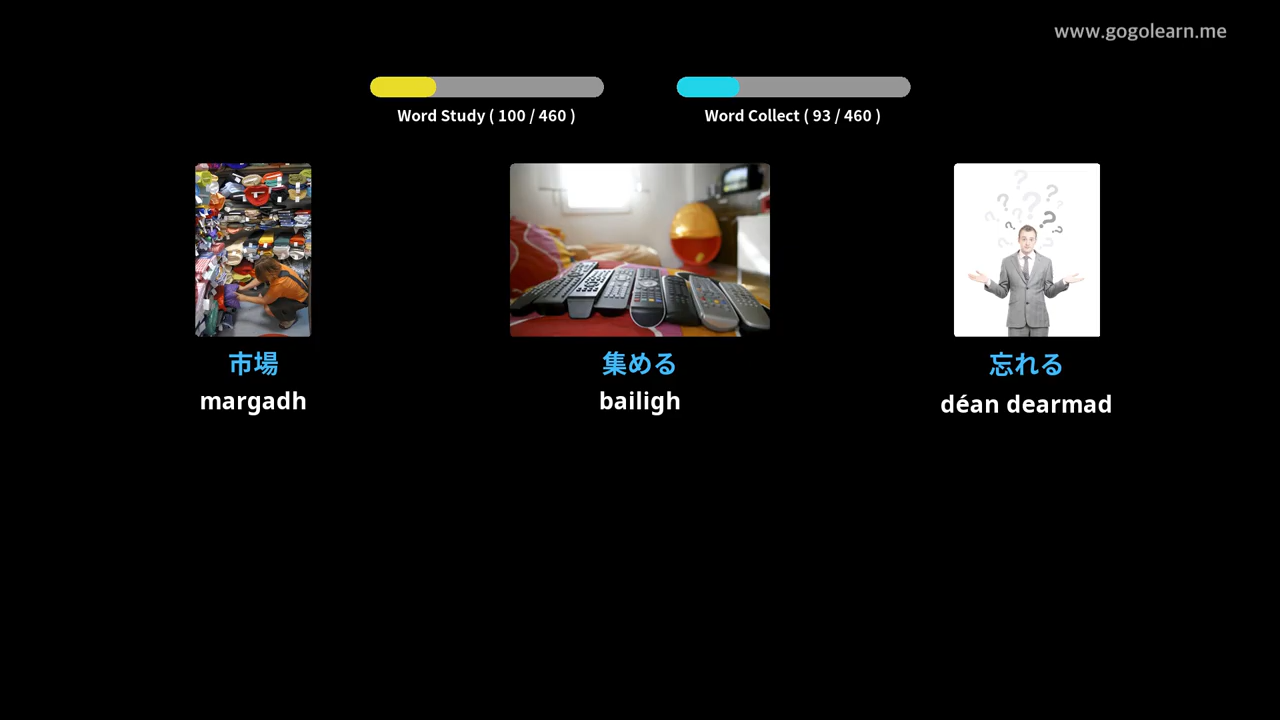 www.gogolearn.me
Word Study ( 100 / 460 )
Word Collect ( 93 / 460 )
市場
margadh
集める
bailigh
忘れる
déan dearmad